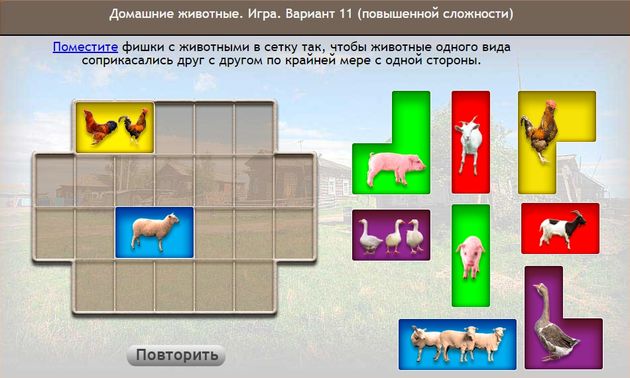 Домашние животные. Игра. Вариант 11 (повышенной сложности)
Поместите фишки с животными в сетку так, чтобы животные одного вида
соприкасались друг с другом по крайней мере с одной стороны.
Повторить